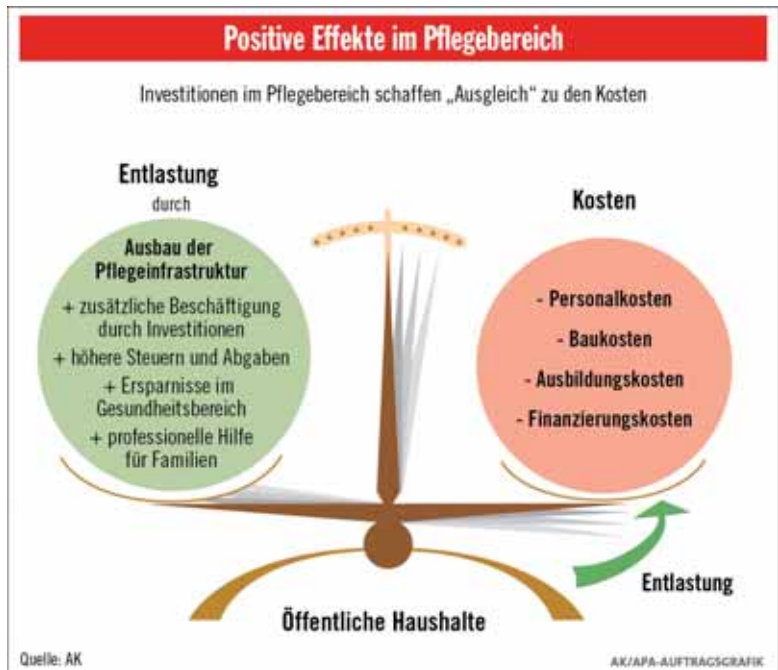 Positive Effekte im Pflegebereich
Investitionen im Pflegebereich schaffen „Ausgleich“ zu den Kosten
Entlastung
durch
Ausbau der
Pflegeinfrastruktur
+ zusätzliche Beschäftigung
durch Investitionen
+ höhere Steuern und Abgaben
+ Ersparnisse im
Gesundheitsbereich
+ professionelle Hilfe
für Familien
Kosten
- Personalkosten
- Baukosten
- Ausbildungskosten
- Finanzierungskosten
Entlastung
Öffentliche Haushalte
Quelle: AK
AK/APA-AUFTRAGSGRAFIK